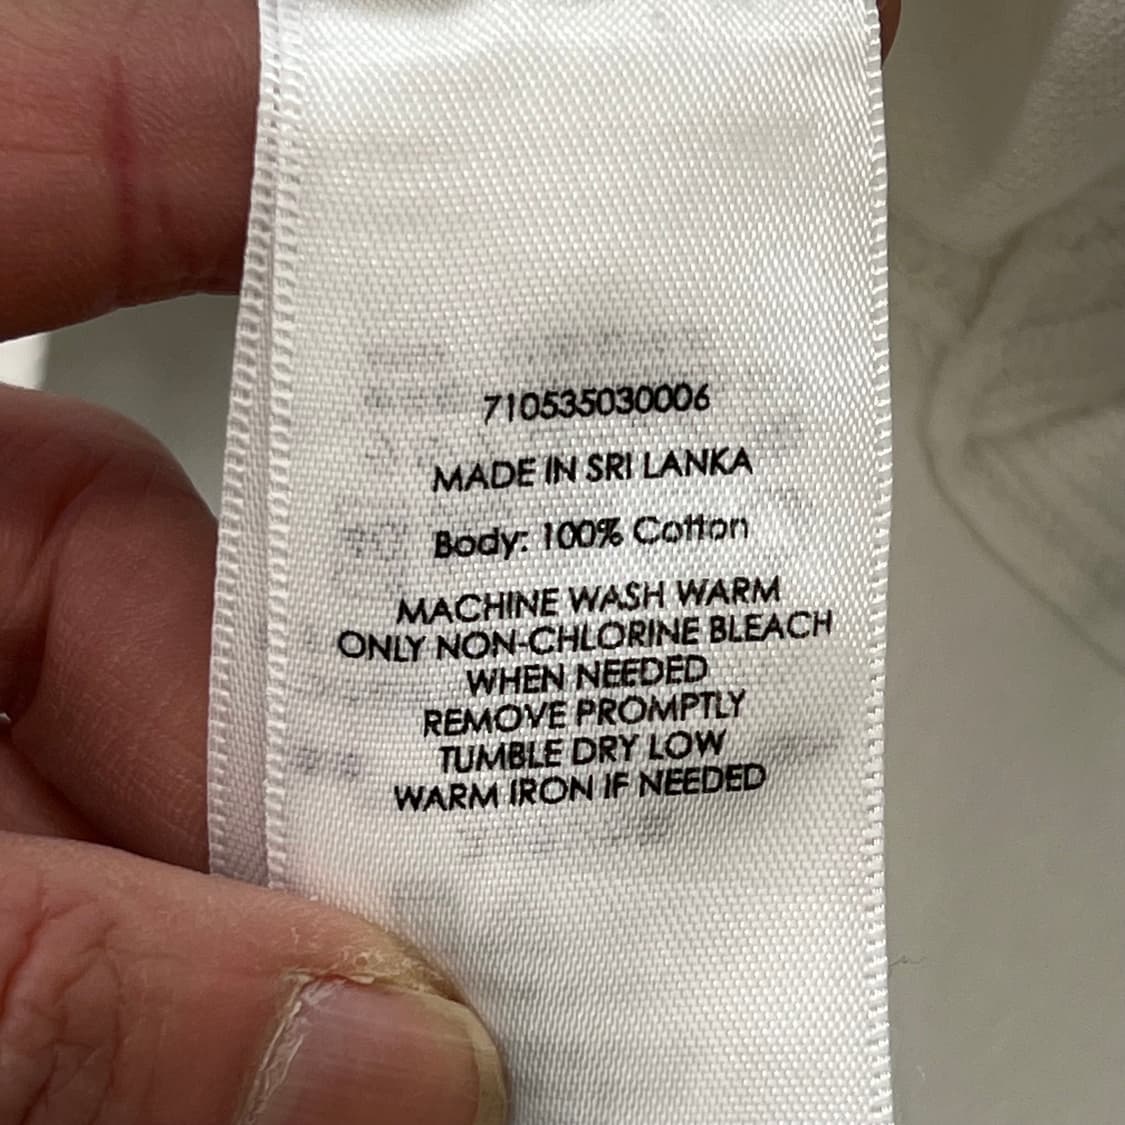 710535030006
MADE IN SRI LANKA
Body: 100% Cotton
MACHINE WASH WARM
ONLY NON-CHLORINE BLEACH
WHEN NEEDED
REMOVE PROMPTLY
TUMBLE DRY LOW
WARM IRON IF NEEDED